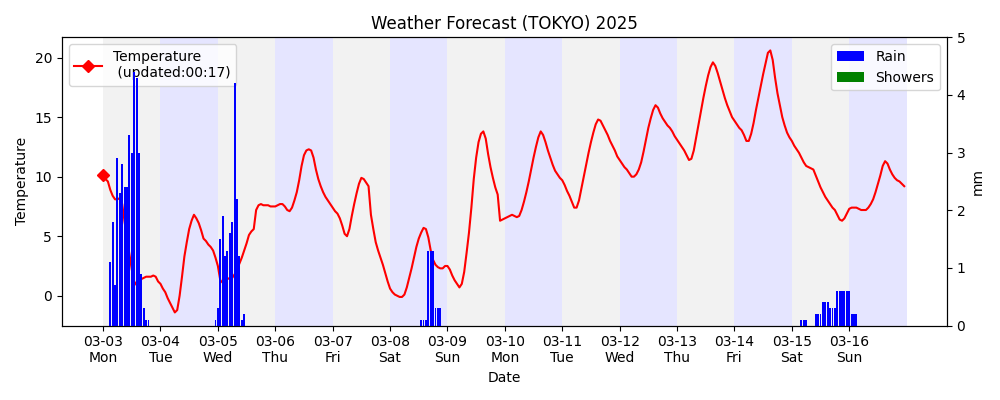 Weather Forecast (TOKYO) 2025
Temperature
(updated:00:17)
Rain
Showers
Temperature
20
15
10
5
0
5
4
3
2
1
0
mm
03-03 03-04 03-05 03-06 03-07 03-08 03-09 03-10 03-11 03-12 03-13 03-14 03-15 03-16
Mon Tue Wed Thu Fri Sat Sun Mon Tue Wed Thu Fri Sat Sun
Date